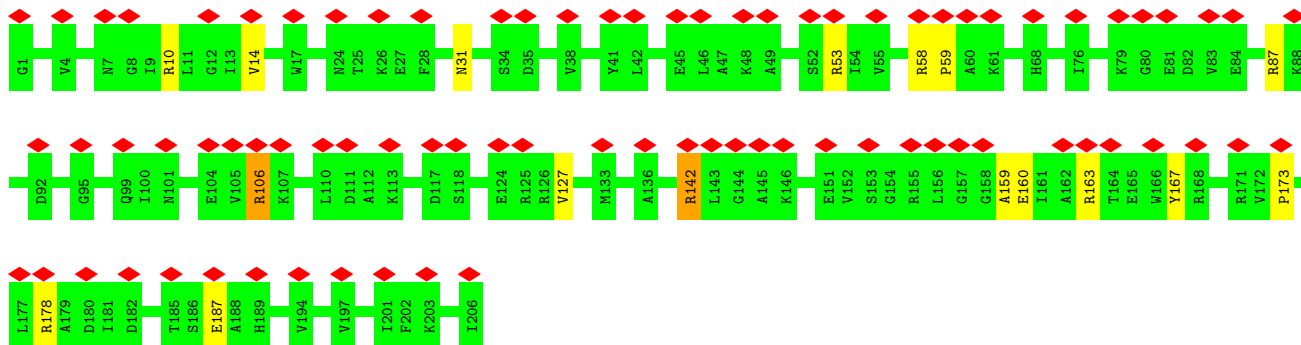 G1 V4 N7 G8 I9 R10 L11 G12 I13 V14 W17 N24 T25 K26 E27 F28 N31 S34 D35 V38 Y41 L42 E45 L46 A47 K48 A49 S52 R53 I54 V55 R58 P59 A60 K61 H68 I76 K79 G80 E81 D82 V83 E84 R87 K88
D92 G95 Q99 I100 N101 E104 V105 R106 K107 L110 D111 A112 K113 D117 S118 E124 R125 R126 V127 M133 A136 R142 L143 G144 A145 K146 E151 V152 S153 G154 R155 L156 G157 G158 A159 E160 I161 A162 R163 T164 E165 W166 Y167 R168 R171 V172 P173
L177 R178 A179 D180 I181 D182 T185 S186 E187 A188 H189 V194 V197 I201 F202 K203 I206